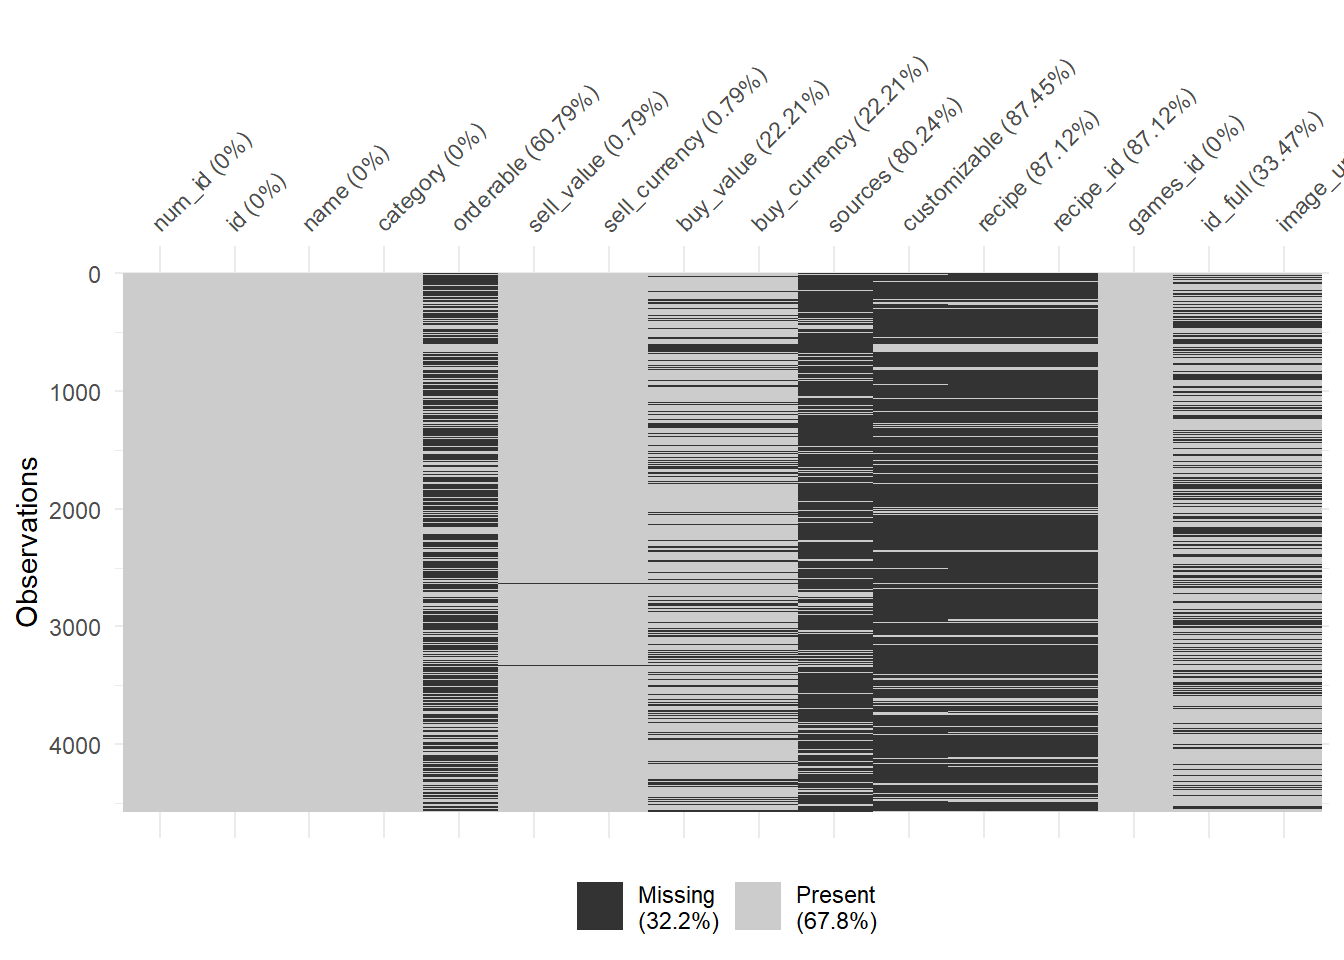 num_id (0%)
id (0%)
name (0%)
category (0%)
orderable (60.79%)
sell_value (0.79%)
sell_currency (0.79%)
buy_value (22.21%)
buy_currency (22.21%)
sources (80.24%)
customizable (87.45%)
recipe (87.12%)
recipe_id (87.12%)
games_id (0%)
id_full (33.47%)
0
1000
2000
3000
4000
Observations
Missing
(32.2%)
Present
(67.8%)